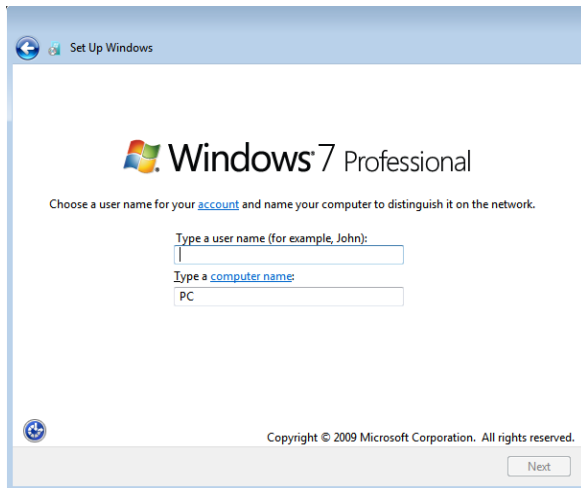 Set Up Windows
Windows 7 Professional
Choose a user name for your account and name your computer to distinguish it on the network.
Type a user name (for example, John):
Type a computer name:
PC
Copyright © 2009 Microsoft Corporation. All rights reserved.
Next